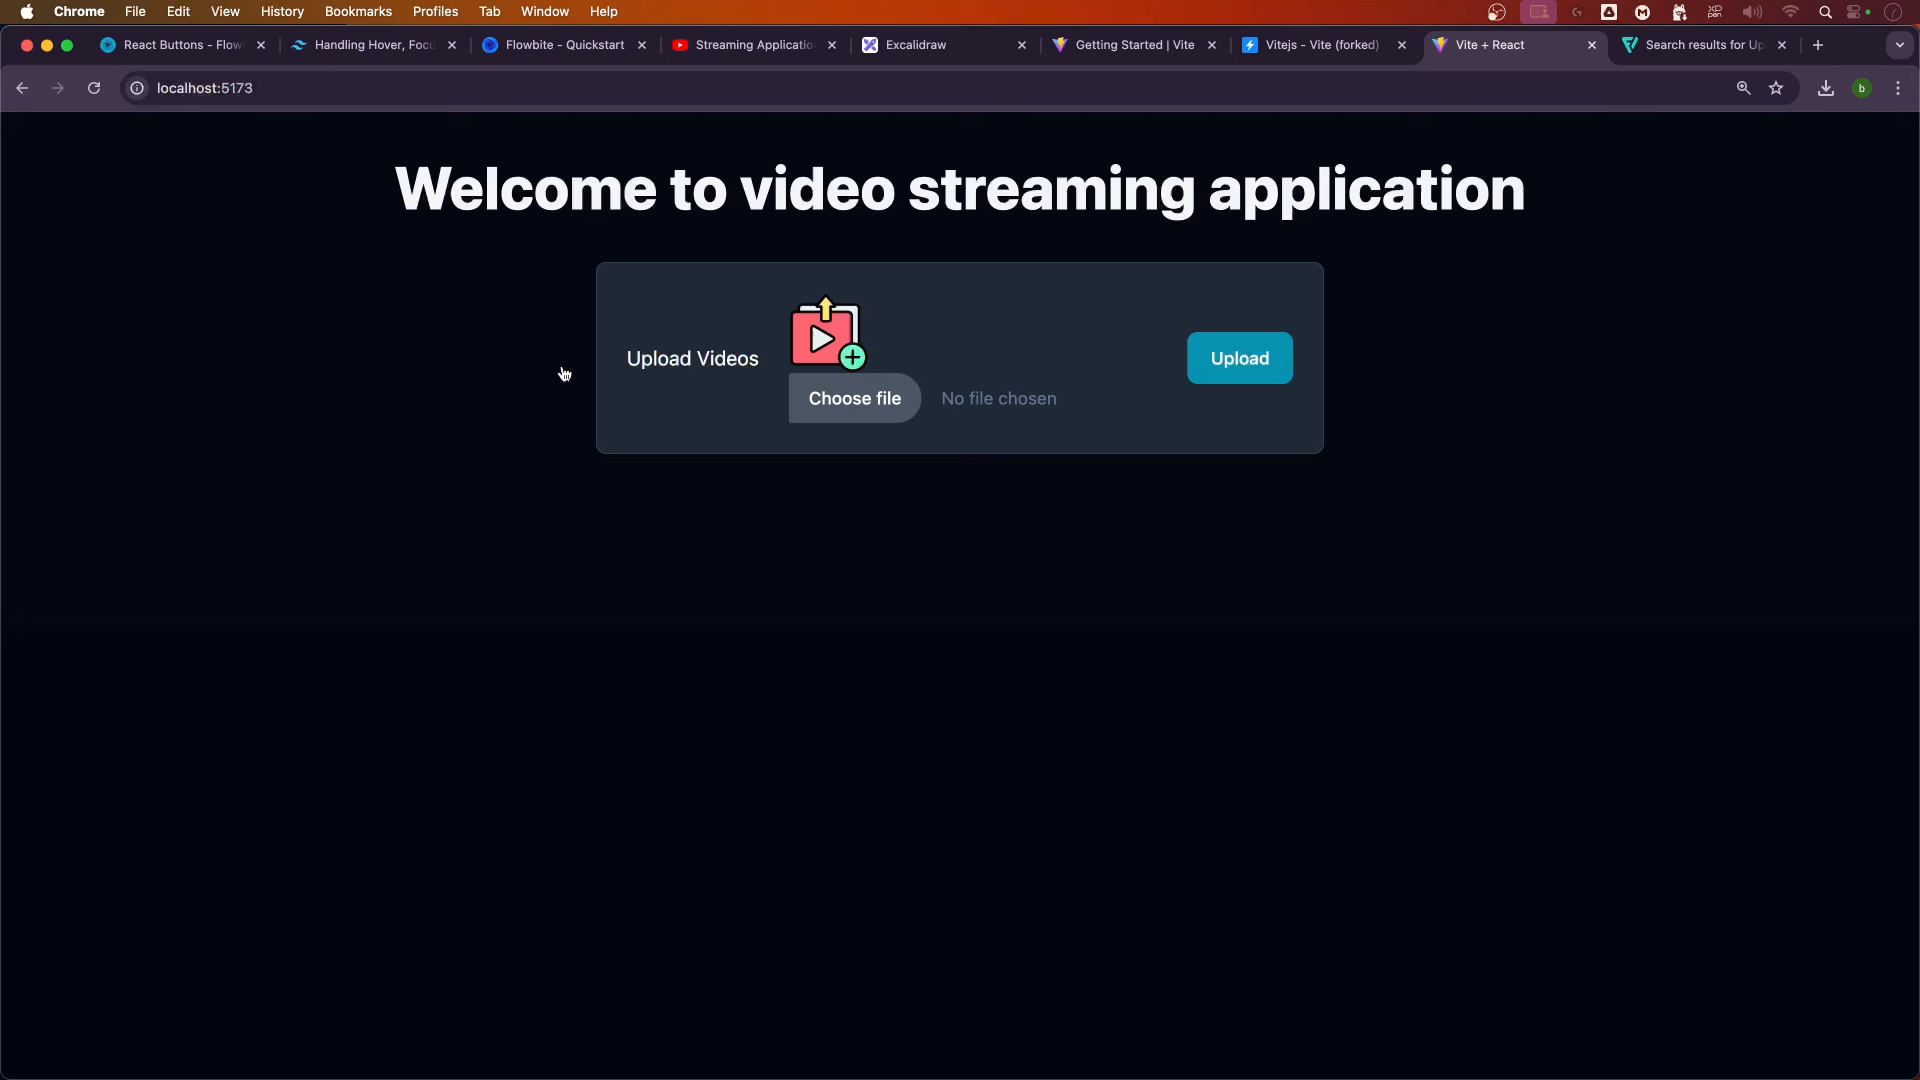 Chrome File Edit View History Bookmarks Profiles Tab Window Help
React Buttons - Flow Handling Hover, Focu Flowbite - Quickstart Streaming Applicatio Excalidraw Getting Started | Vite Vitejs - Vite (forked) Vite + React Search results for Up
localhost:5173
b
Welcome to video streaming application
Upload Videos
Choose file No file chosen
Upload